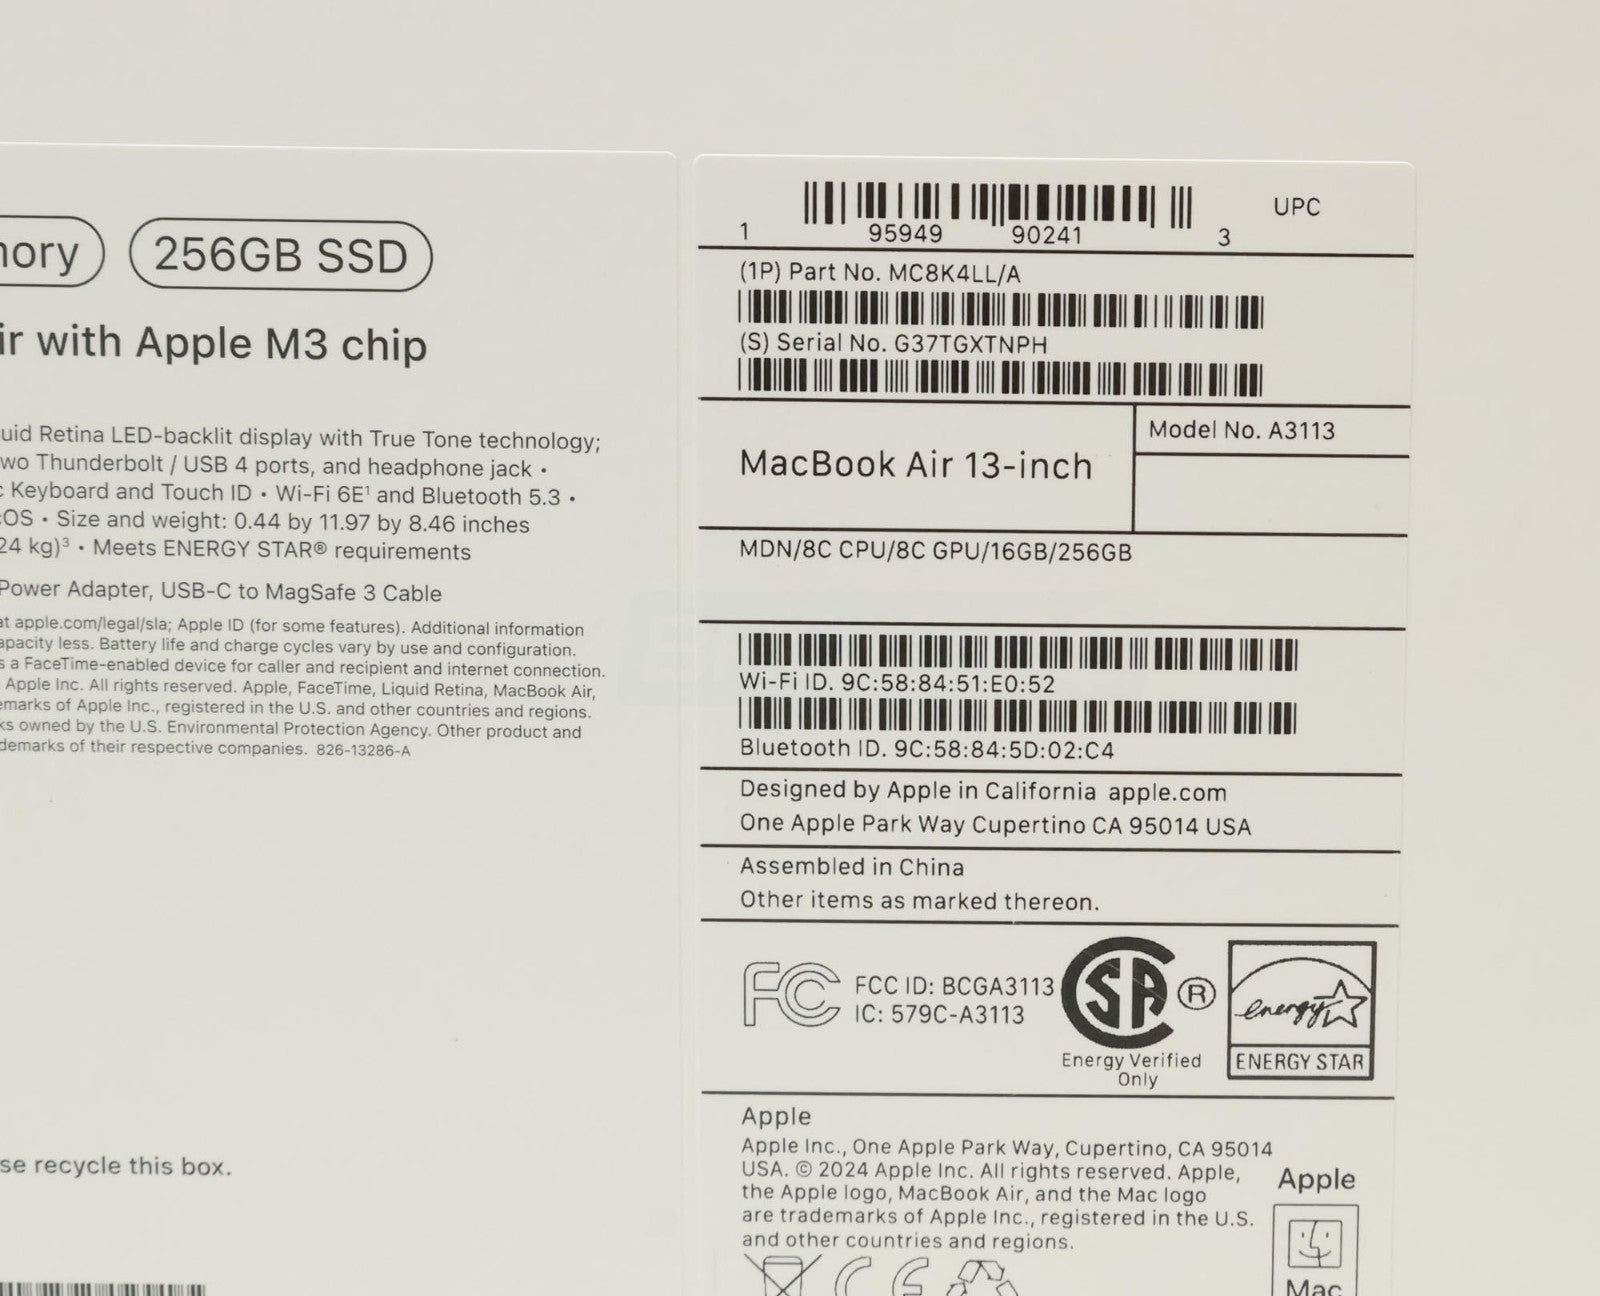 256GB SSD
with Apple M3 chip
Retina LED-backlit display with True Tone technology;
Thunderbolt / USB 4 ports, and headphone jack •
Keyboard and Touch ID • Wi-Fi 6E¹ and Bluetooth 5.3 •
• Size and weight: 0.44 by 11.97 by 8.46 inches
kg)³ • Meets ENERGY STAR® requirements
Power Adapter, USB-C to MagSafe 3 Cable
at apple.com/legal/sla; Apple ID (for some features). Additional information
less. Battery life and charge cycles vary by use and configuration.
a FaceTime-enabled device for caller and recipient and internet connection.
Apple Inc. All rights reserved. Apple, FaceTime, Liquid Retina, MacBook Air,
of Apple Inc., registered in the U.S. and other countries and regions.
owned by the U.S. Environmental Protection Agency. Other product and
of their respective companies. 826-13286-A
recycle this box.
1 95949 90241 3 UPC
(1P) Part No. MC8K4LL/A
(S) Serial No. G37TGXTNPH
MacBook Air 13-inch
Model No. A3113
MDN/8C CPU/8C GPU/16GB/256GB
Wi-Fi ID. 9C:58:84:51:E0:52
Bluetooth ID. 9C:58:84:5D:02:C4
Designed by Apple in California apple.com
One Apple Park Way Cupertino CA 95014 USA
Assembled in China
Other items as marked thereon.
FC FCC ID: BCGA3113
IC: 579C-A3113
SA ®
Energy Verified
Only
energy
ENERGY STAR
Apple
Apple Inc., One Apple Park Way, Cupertino, CA 95014
USA. © 2024 Apple Inc. All rights reserved. Apple,
the Apple logo, MacBook Air, and the Mac logo
are trademarks of Apple Inc., registered in the U.S.
and other countries and regions.
Apple
Mac
CE